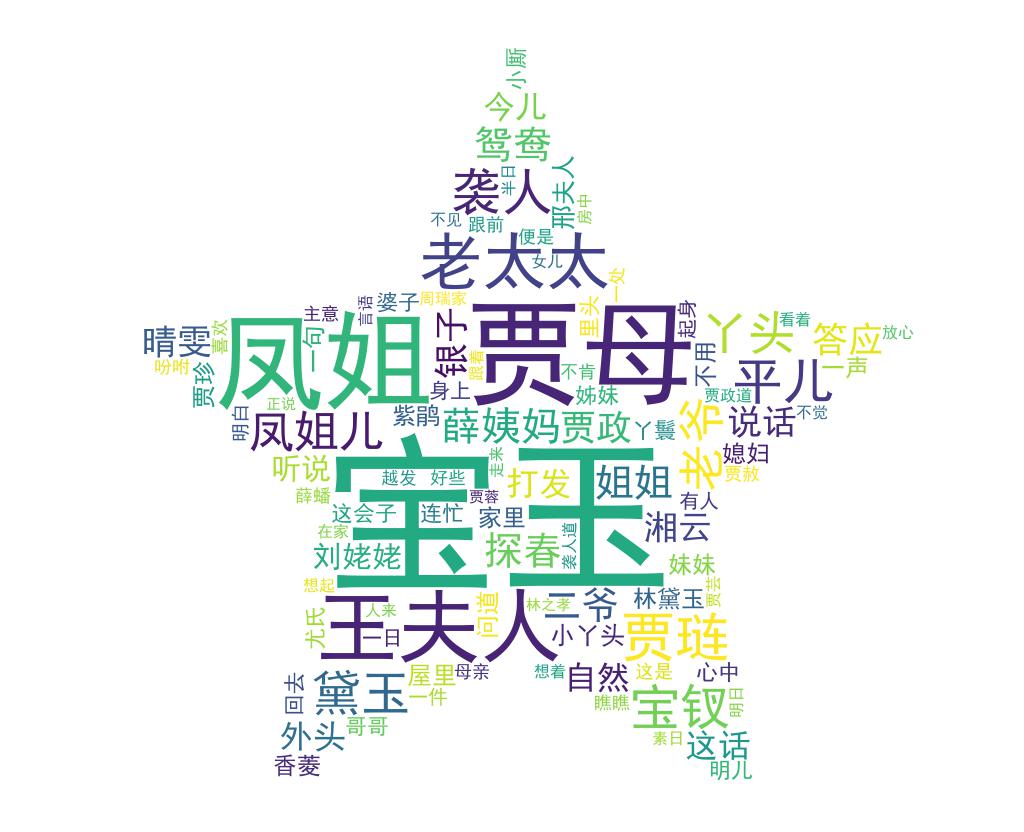 小厮
今儿
鸳鸯
袭人
半日
邢夫人
房中
不见
跟前
老太太
便是
女儿
一处
主意
言语
婆子
周瑞家
银子
贾母
里头
起身
丫头
看着
答应
放心
晴雯
喜欢
凤姐
一句
吩咐
贾珍
跟着
身上
不肯
姊妹
不用
平儿
一声
贾政道
正说
明白
凤姐儿
紫鹃
薛姨妈
贾政
丫鬟
老爷
说话
不觉
媳妇
贾赦
听说
宝玉
越发
好些
走来
打发
姐姐
薛蟠
贾蓉
有人
这会子
连忙
家里
湘云
在家
刘姥姥
探春
袭人道
妹妹
想起
王夫人
人来
一日
问道
林之孝
二爷
林黛玉
贾芸
尤氏
小丫头
贾琏
屋里
母亲
想着
自然
这是
心中
回去
黛玉
一件
瞧瞧
宝钗
明日
外头
哥哥
素日
这话
香菱
明儿